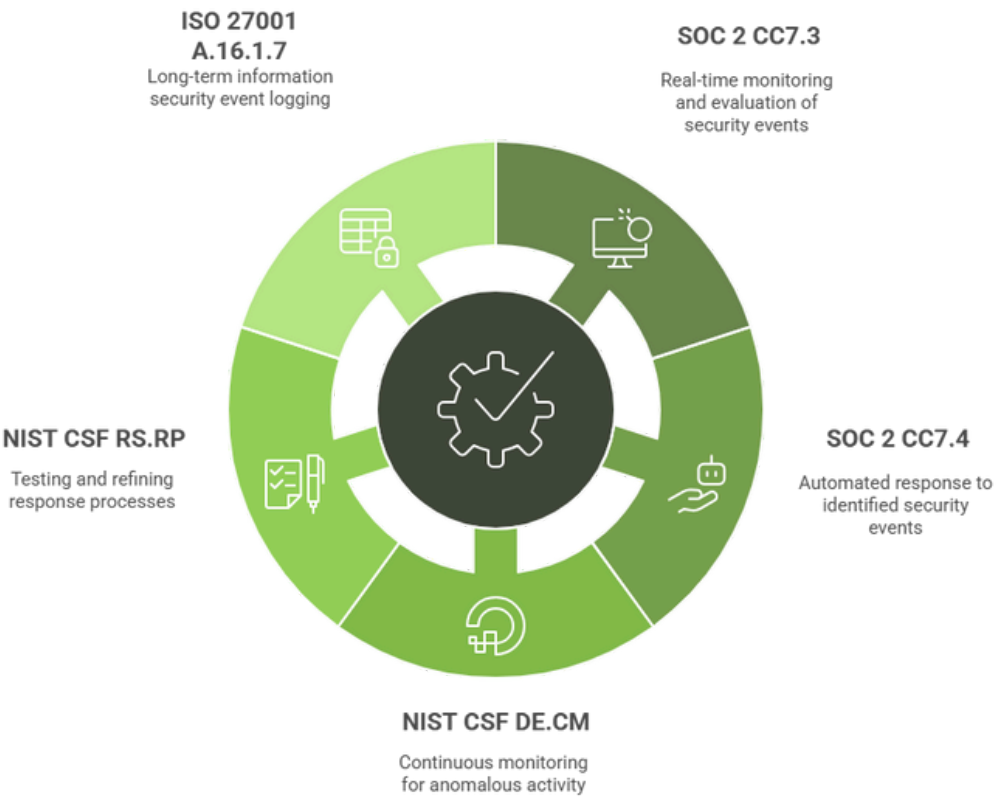 ISO 27001
A.16.1.7
Long-term information
security event logging
SOC 2 CC7.3
Real-time monitoring
and evaluation of
security events
NIST CSF RS.RP
Testing and refining
response processes
SOC 2 CC7.4
Automated response to
identified security
events
NIST CSF DE.CM
Continuous monitoring
for anomalous activity